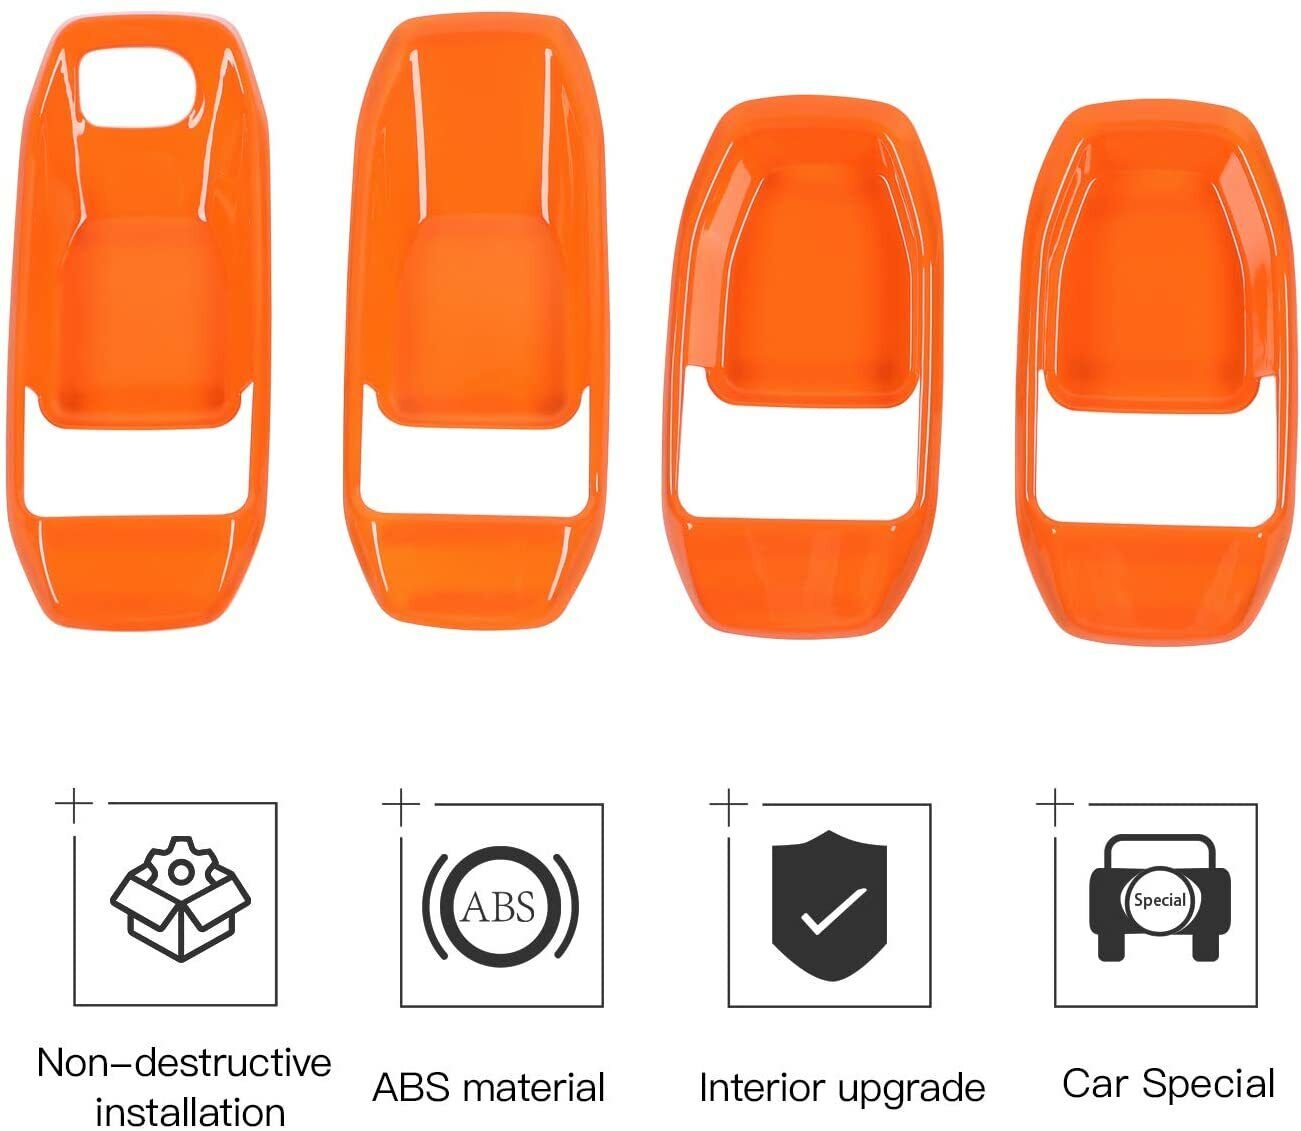 ABS
Special
Non-destructive
installation
ABS material
Interior upgrade
Car Special